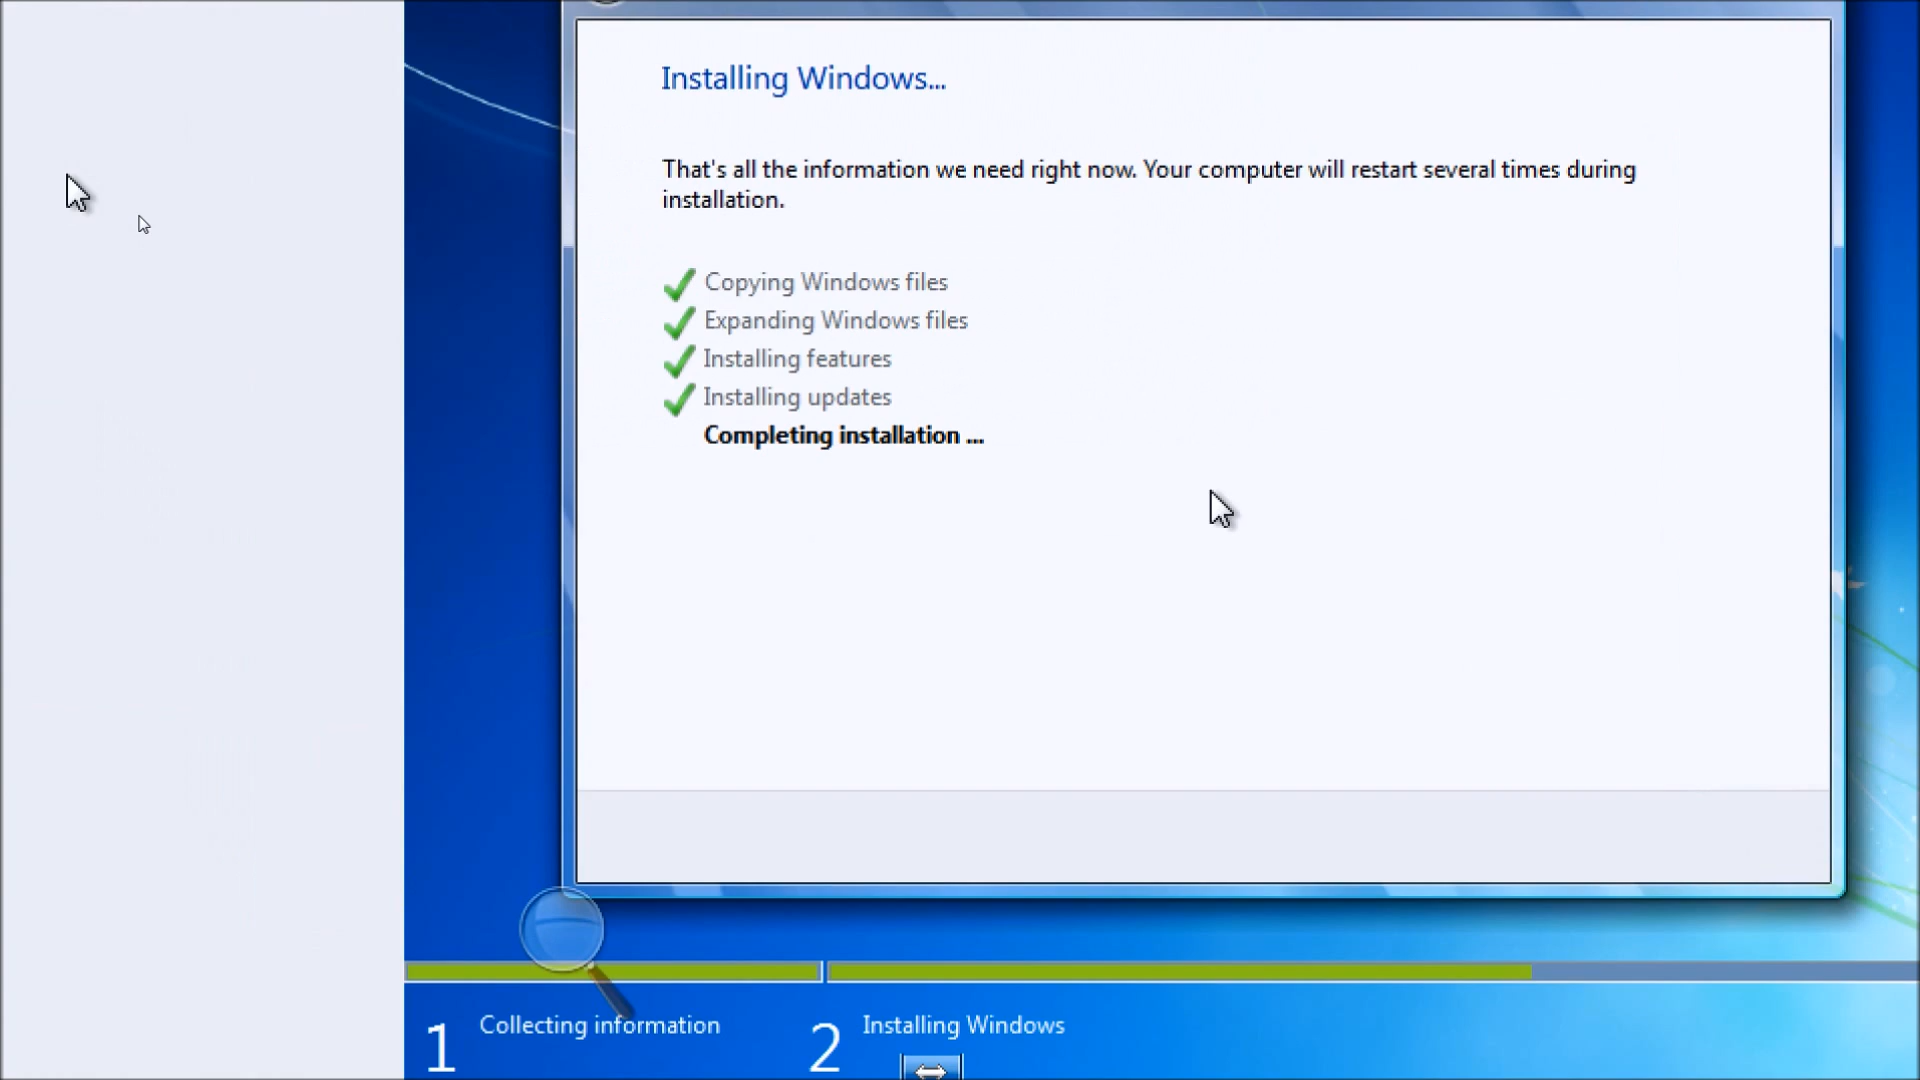 Installing Windows...
That's all the information we need right now. Your computer will restart several times during
installation.
Copying Windows files
Expanding Windows files
Installing features
Installing updates
Completing installation ...
1 Collecting information
2 Installing Windows